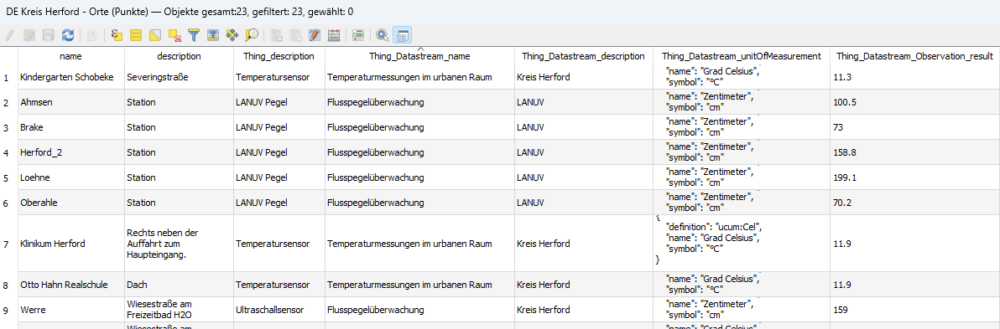 DE Kreis Herford - Orte (Punkte) — Objekte gesamt:23, gefiltert: 23, gewählt: 0
name description Thing_description Thing_Datastream_name Thing_Datastream_description Thing_Datastream_unitOfMeasurement Thing_Datastream_Observation_result
1 Kindergarten Schobeke Severingstraße Temperatursensor Temperaturmessungen im urbanen Raum Kreis Herford "name": "Grad Celsius", 11.3
"symbol": "°C"
2 Ahmsen Station LANUV Pegel Flusspegelüberwachung LANUV "name": "Zentimeter", 100.5
"symbol": "cm"
3 Brake Station LANUV Pegel Flusspegelüberwachung LANUV "name": "Zentimeter", 73
"symbol": "cm"
4 Herford_2 Station LANUV Pegel Flusspegelüberwachung LANUV "name": "Zentimeter", 158.8
"symbol": "cm"
5 Loehne Station LANUV Pegel Flusspegelüberwachung LANUV "name": "Zentimeter", 199.1
"symbol": "cm"
6 Oberahle Station LANUV Pegel Flusspegelüberwachung LANUV "name": "Zentimeter", 70.2
"symbol": "cm"
{
"definition": "ucum:Cel",
7 Klinikum Herford Rechts neben der Auffahrt zum Haupteingang. Temperatursensor Temperaturmessungen im urbanen Raum Kreis Herford "name": "Grad Celsius", 11.9
"symbol": "°C"
}
8 Otto Hahn Realschule Dach Temperatursensor Temperaturmessungen im urbanen Raum Kreis Herford "name": "Grad Celsius", 11.9
"symbol": "°C"
9 Werre Wiesestraße am Freizeitbad H2O Ultraschallsensor Flusspegelüberwachung Kreis Herford "name": "Zentimeter", 159
"symbol": "cm"